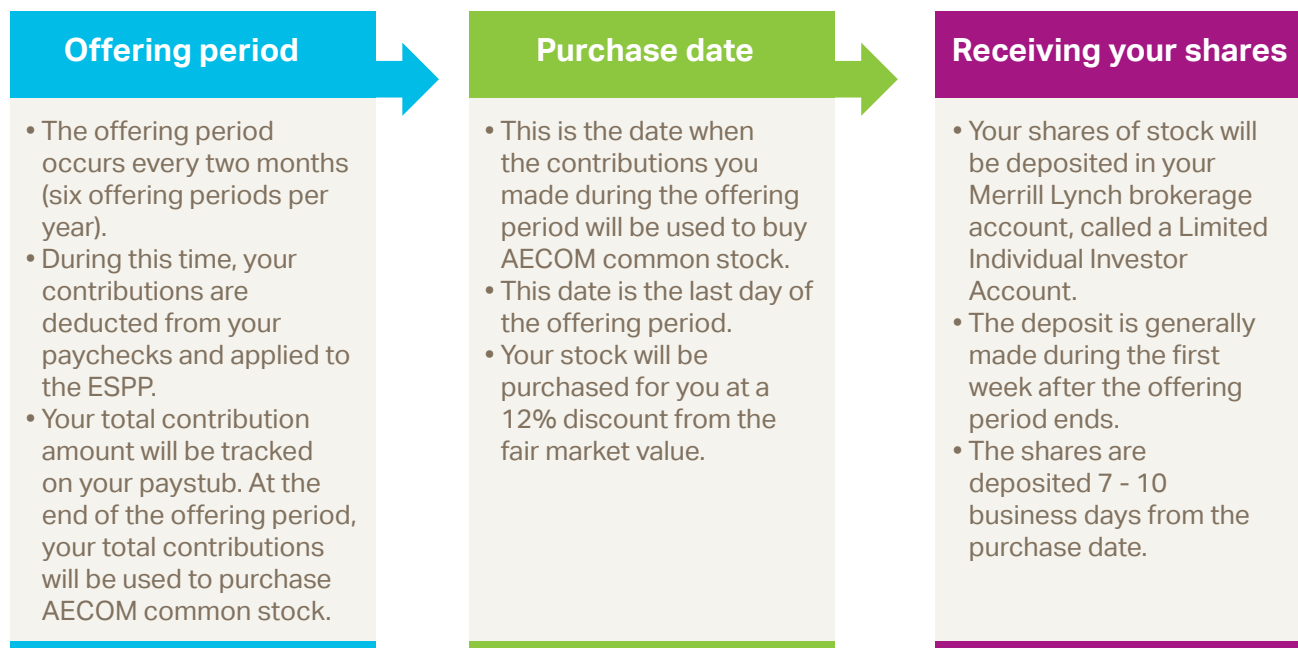 Offering period
• The offering period
occurs every two months
(six offering periods per
year).
• During this time, your
contributions are
deducted from your
paychecks and applied to
the ESPP.
• Your total contribution
amount will be tracked
on your paystub. At the
end of the offering period,
your total contributions
will be used to purchase
AECOM common stock.
Purchase date
• This is the date when
the contributions you
made during the offering
period will be used to buy
AECOM common stock.
• This date is the last day of
the offering period.
• Your stock will be
purchased for you at a
12% discount from the
fair market value.
Receiving your shares
• Your shares of stock will
be deposited in your
Merrill Lynch brokerage
account, called a Limited
Individual Investor
Account.
• The deposit is generally
made during the first
week after the offering
period ends.
• The shares are
deposited 7 - 10
business days from the
purchase date.